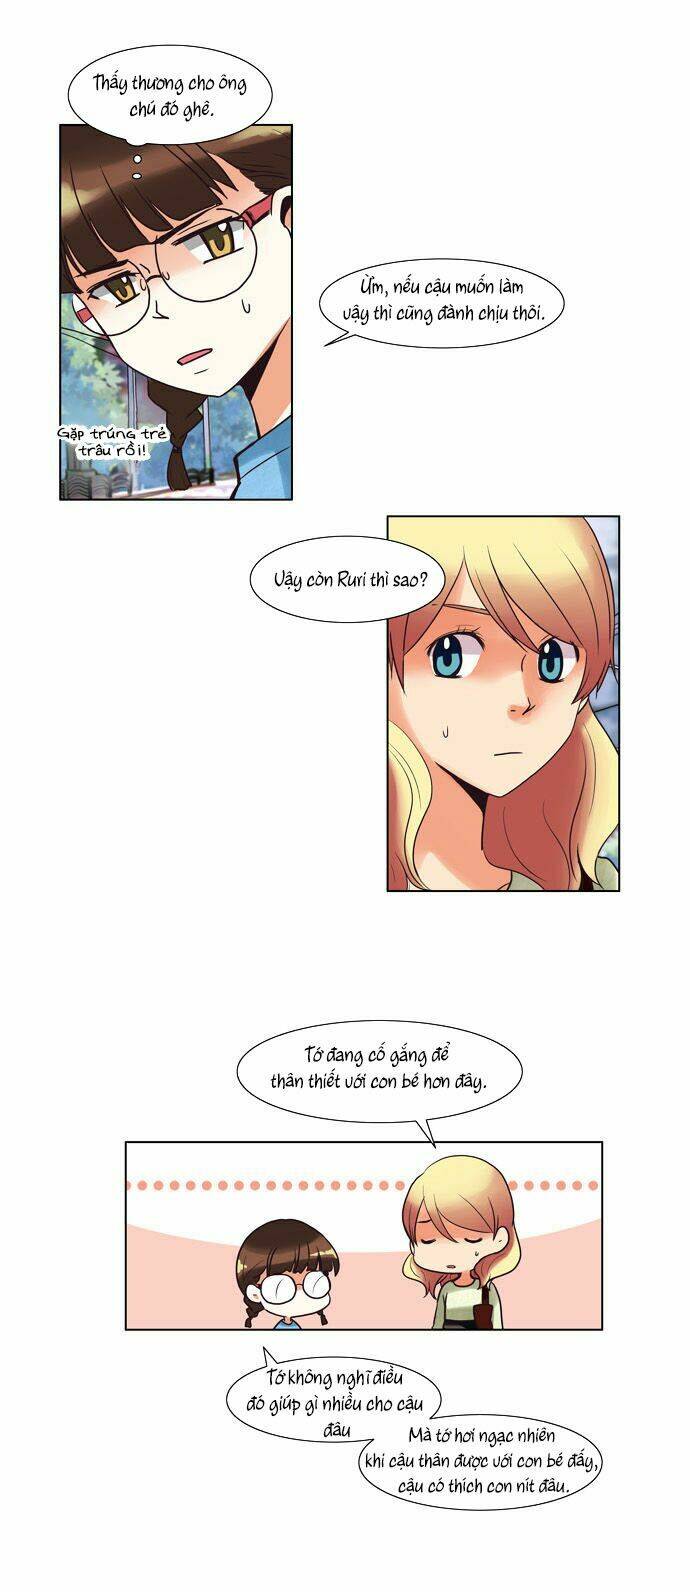 Thấy thương cho ông
chú đó ghê.
Ừm, nếu cậu muốn làm
vậy thì cũng đành chịu thôi.
Gặp trúng trẻ
trâu rồi!
Vậy còn Ruri thì sao?
Tớ đang cố gắng để
thân thiết với con bé hơn đây.
Tớ không nghĩ điều
đó giúp gì nhiều cho cậu
đâu
Mà tớ hơi ngạc nhiên
khi cậu thân được với con bé đấy,
cậu có thích con nít đâu.